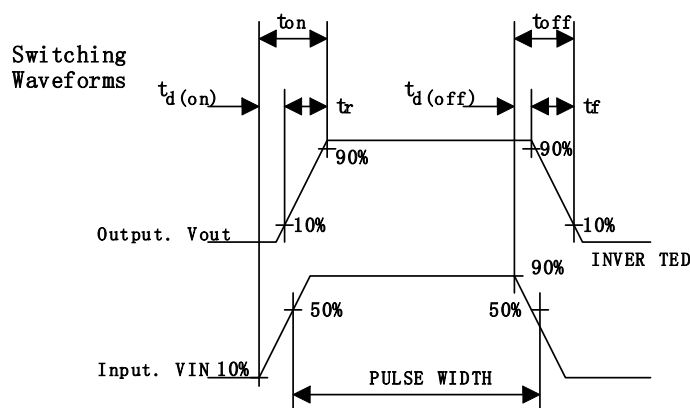 ton
toff
Switching
Waveforms
td(on)
tr
td(off)
tf
90%
90%
10%
10%
Output. Vout
INVER TED
90%
50%
50%
Input. VIN 10%
PULSE WIDTH